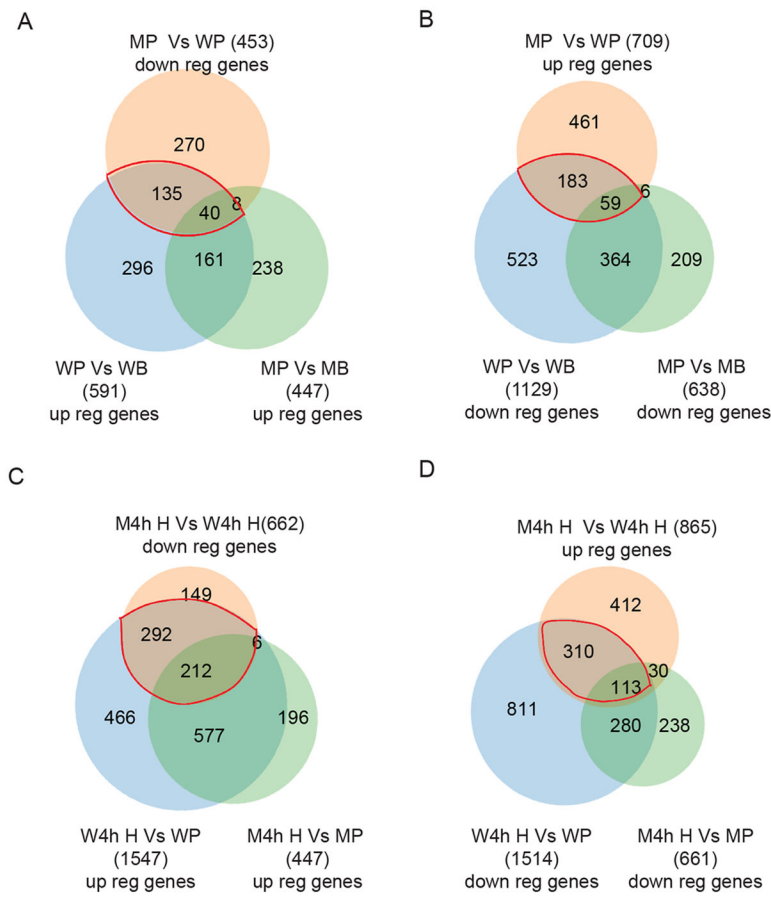 A
MP Vs WP (453)
down reg genes
270
135
40
8
296
161
238
WP Vs WB
(591)
up reg genes
MP Vs MB
(447)
up reg genes
B
MP Vs WP (709)
up reg genes
461
183
59
6
523
364
209
WP Vs WB
(1129)
down reg genes
MP Vs MB
(638)
down reg genes
C
M4h H Vs W4h H(662)
down reg genes
149
292
6
212
466
577
196
W4h H Vs WP
(1547)
up reg genes
M4h H Vs MP
(447)
up reg genes
D
M4h H Vs W4h H (865)
up reg genes
412
310
30
113
811
280
238
W4h H Vs WP
(1514)
down reg genes
M4h H Vs MP
(661)
down reg genes